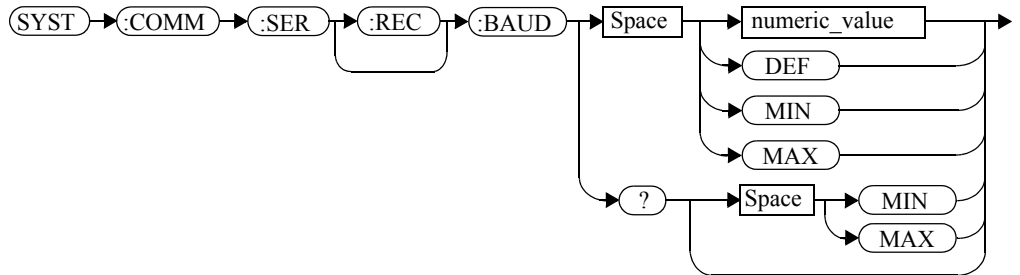 SYST :COMM :SER :REC :BAUD Space numeric_value
DEF
MIN
MAX
? Space MIN
MAX